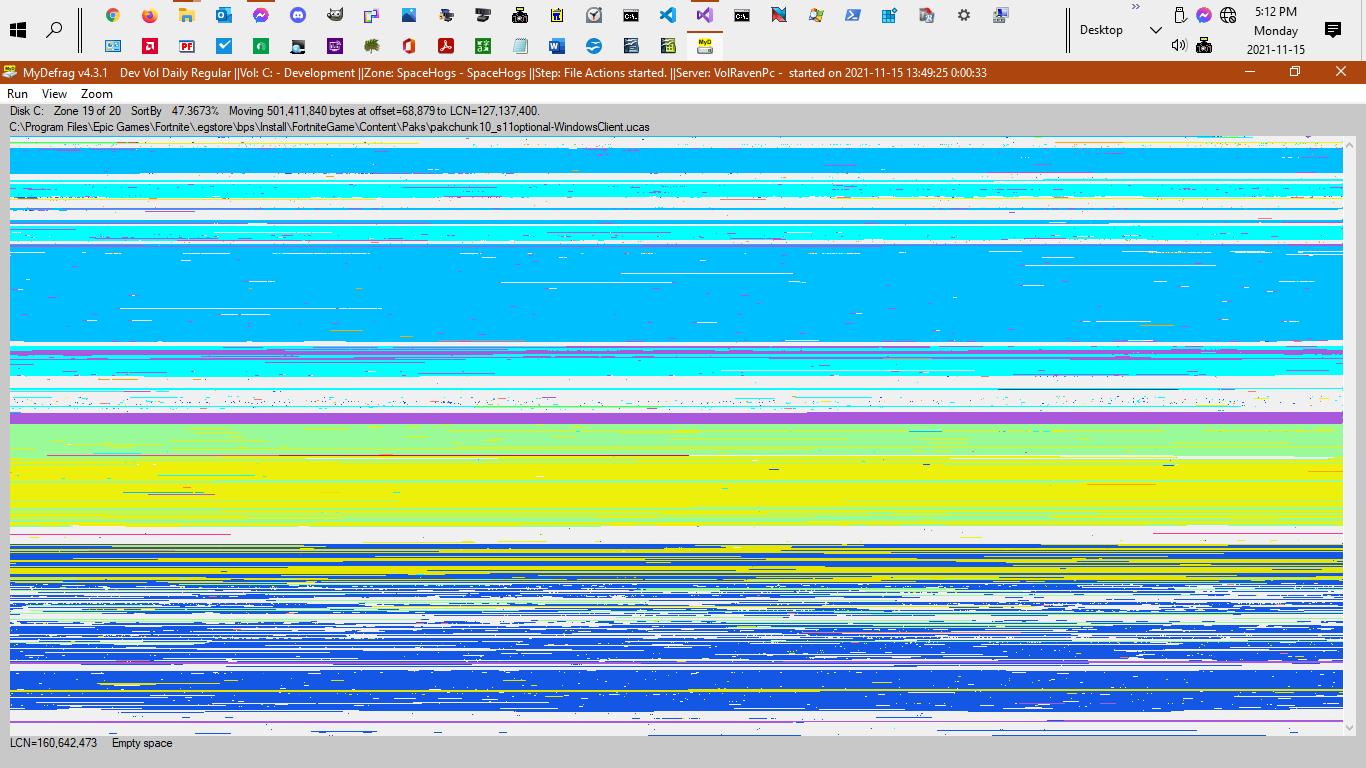 5:12 PM
Desktop
Monday
2021-11-15
MyDefrag v4.3.1 Dev Vol Daily Regular ||Vol: C: - Development ||Zone: SpaceHogs - SpaceHogs ||Step: File Actions started. ||Server: VolRavenPc - started on 2021-11-15 13:49:25 0:00:33
Run View Zoom
Disk C: Zone 19 of 20 SortBy 47.3673% Moving 501,411,840 bytes at offset=68,879 to LCN=127,137,400.
C:\Program Files\Epic Games\Fortnite\.egstore\bps\Install\FortniteGame\Content\Paks\pakchunk10_s11optional-WindowsClient.ucas
LCN=160,642,473 Empty space